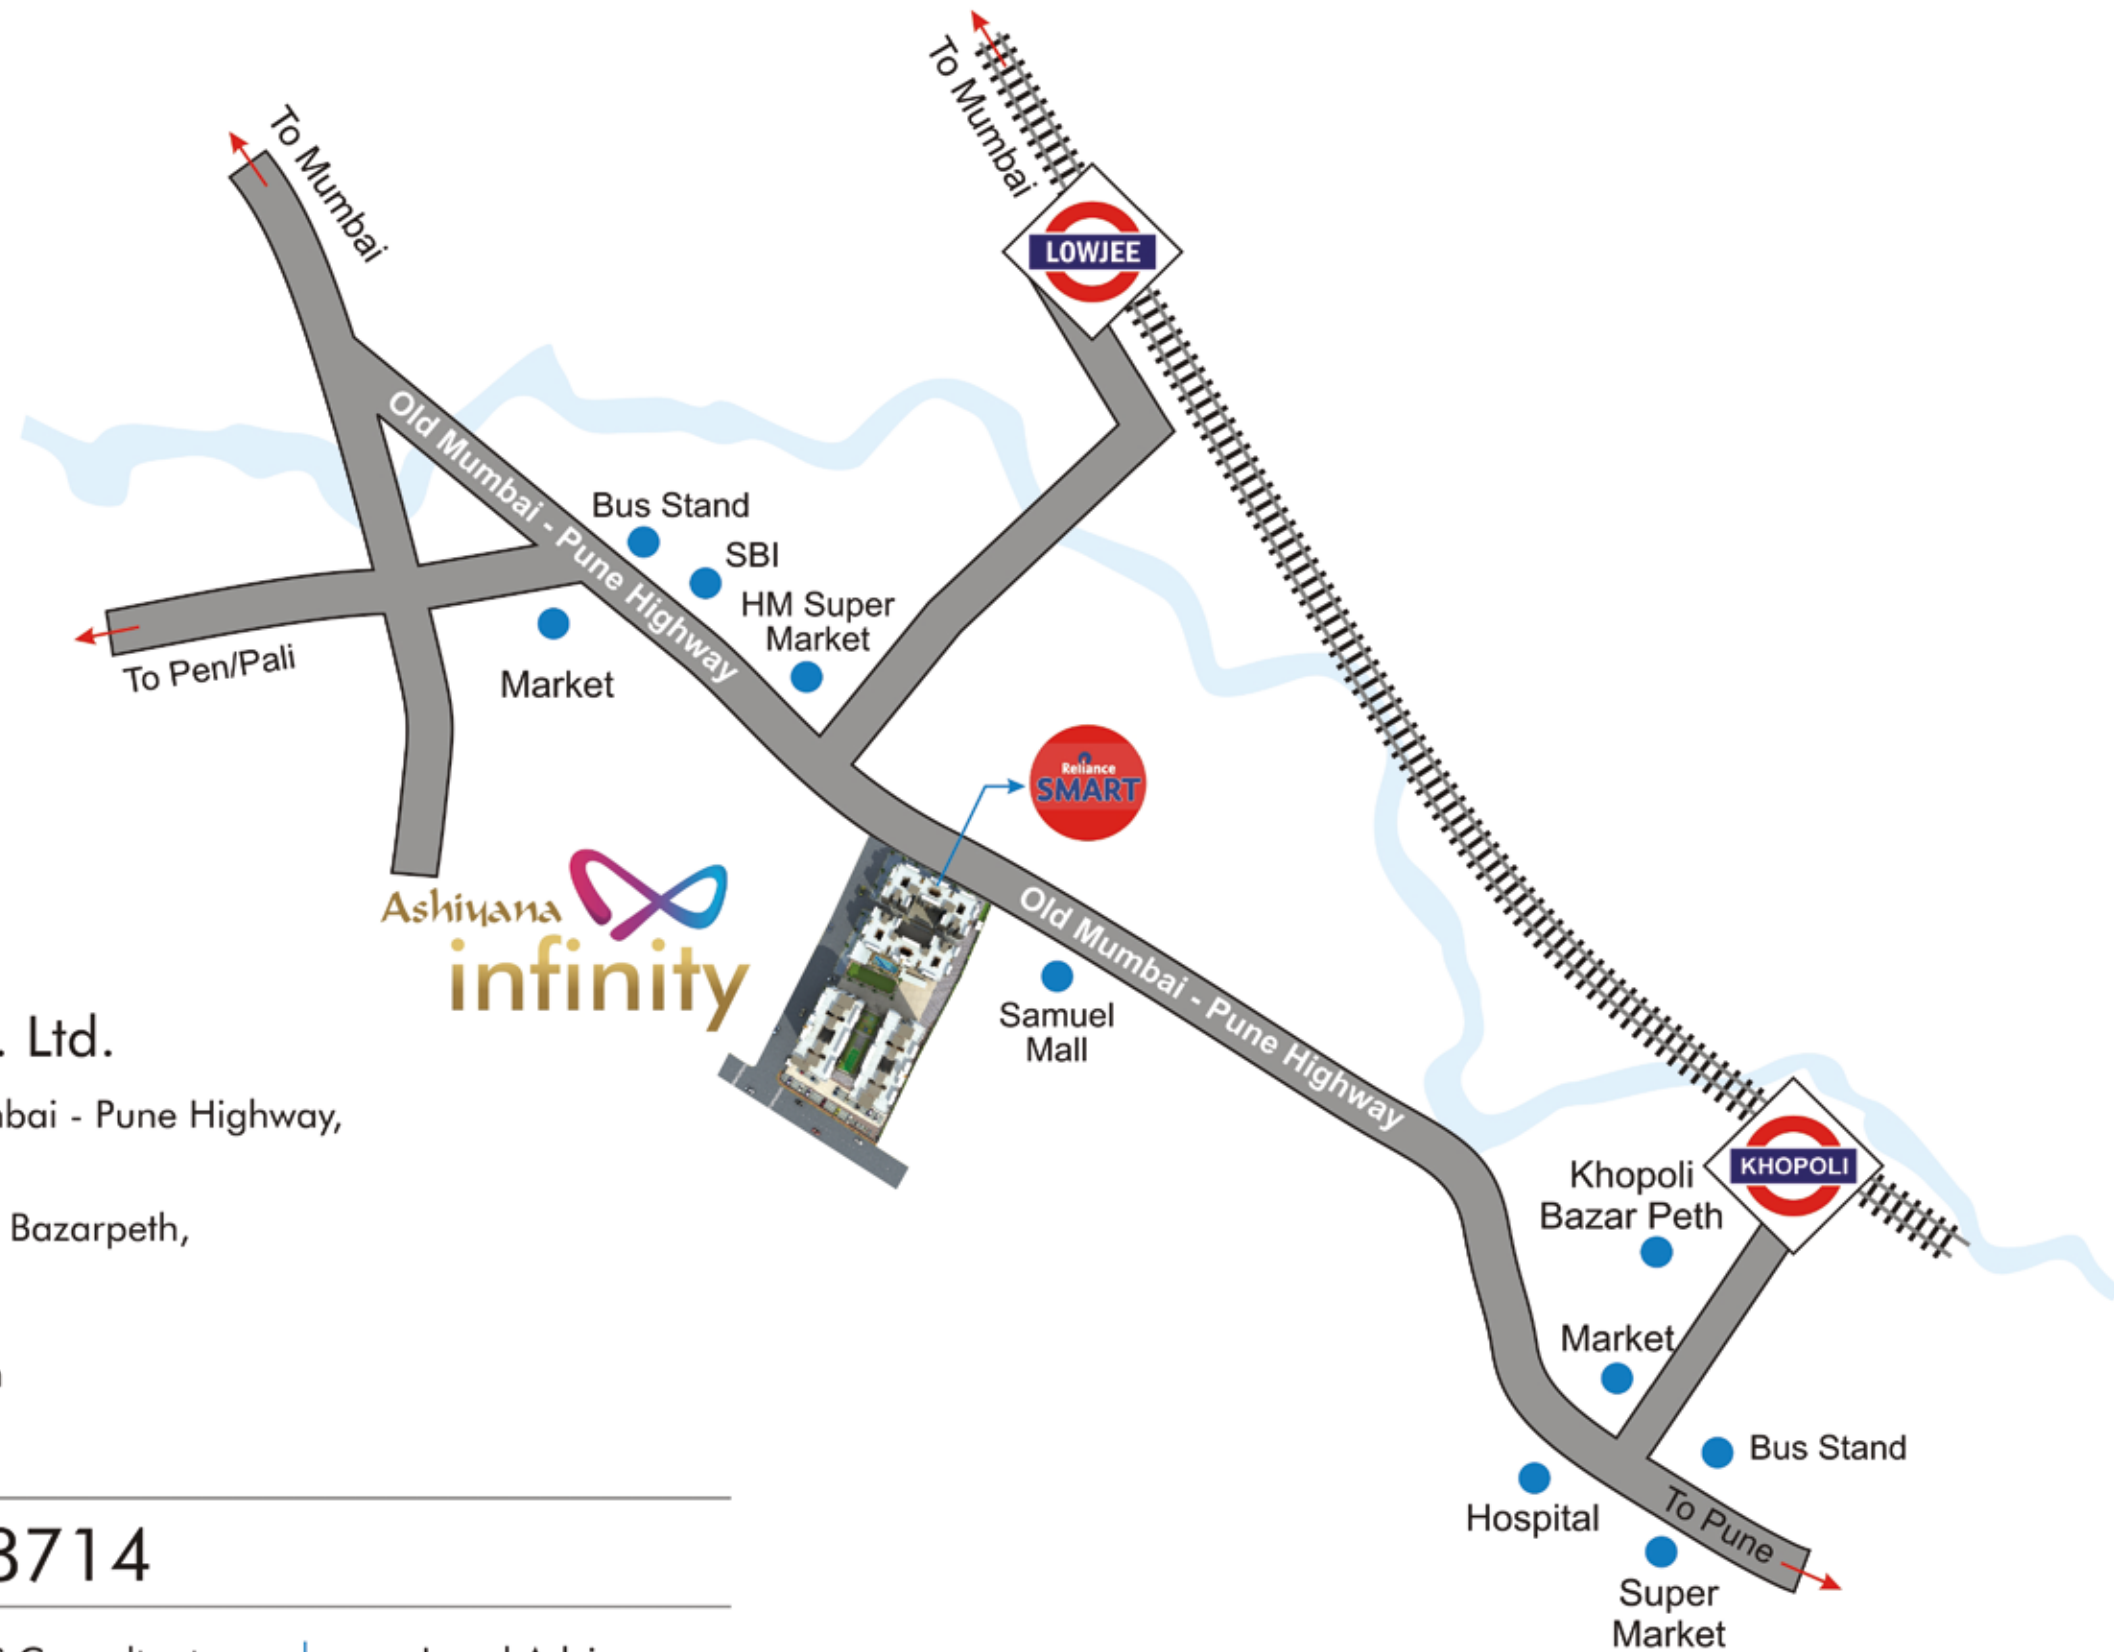 To Mumbai
To Mumbai
LOWJEE
Old Mumbai - Pune Highway
Bus Stand
SBI
HM Super
Market
To Pen/Pali
Market
Reliance
SMART
Ashiyana
infinity
Old Mumbai - Pune Highway
Samuel
Mall
. Ltd.
bai - Pune Highway,
Bazarpeth,
KHOPOLI
Khopoli
Bazar Peth
Market
Bus Stand
Hospital
To Pune
Super
Market
3714